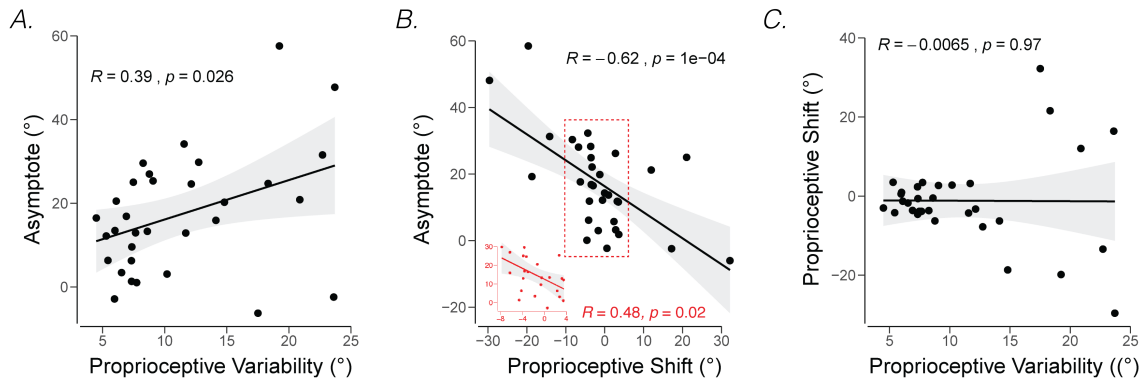 A.
60
40
20
0
Asymptote (°)
R = 0.39 , p = 0.026
5 10 15 20 25
Proprioceptive Variability (°)
B.
60
40
20
0
−20
Asymptote (°)
R = −0.62 , p = 1e−04
30
20
10
0
−8 −4 0 4
R = 0.48, p = 0.02
−30 −20 −10 0 10 20 30
Proprioceptive Shift (°)
C.
40
20
0
−20
Proprioceptive Shift (°)
R = −0.0065 , p = 0.97
5 10 15 20 25
Proprioceptive Variability ((°)